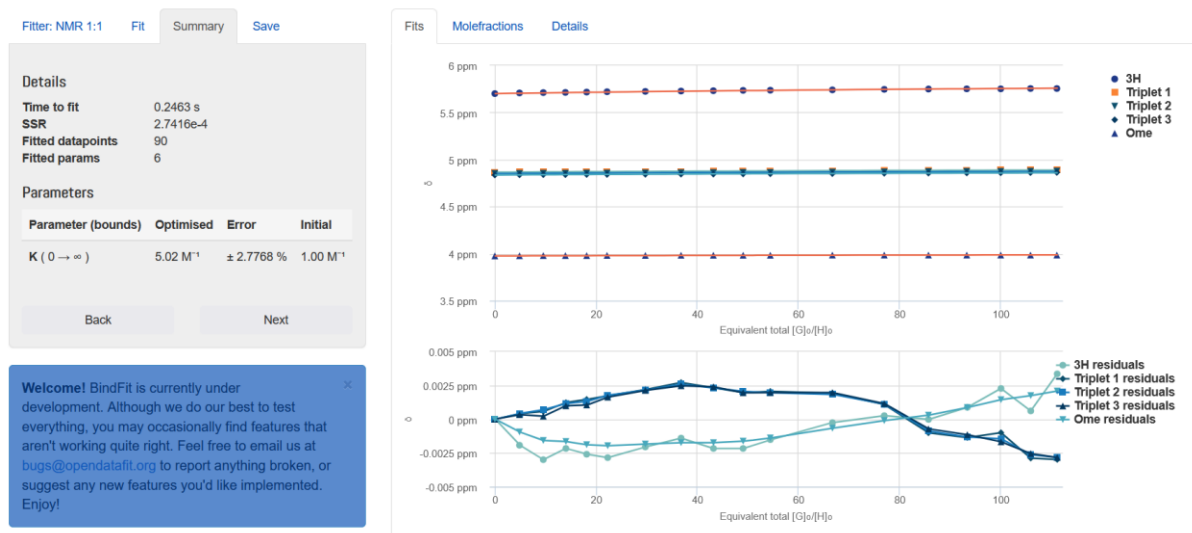 Fitter: NMR 1:1 Fit Summary Save
Details
Time to fit 0.2463 s
SSR 2.7416e-4
Fitted datapoints 90
Fitted params 6
Parameters
Parameter (bounds) Optimised Error Initial
K ( 0 → ∞ ) 5.02 M⁻¹ ± 2.7768 % 1.00 M⁻¹
Back Next
Welcome! BindFit is currently under
development. Although we do our best to test
everything, you may occasionally find features that
aren't working quite right. Feel free to email us at
bugs@opendatafit.org to report anything broken, or
suggest any new features you'd like implemented.
Enjoy!
×
Fits Molefractions Details
6 ppm
5.5 ppm
5 ppm
4.5 ppm
4 ppm
3.5 ppm
δ
0 20 40 60 80 100
Equivalent total [G]₀/[H]₀
3H
Triplet 1
Triplet 2
Triplet 3
Ome
0.005 ppm
0.0025 ppm
0 ppm
-0.0025 ppm
-0.005 ppm
δ
0 20 40 60 80 100
Equivalent total [G]₀/[H]₀
3H residuals
Triplet 1 residuals
Triplet 2 residuals
Triplet 3 residuals
Ome residuals